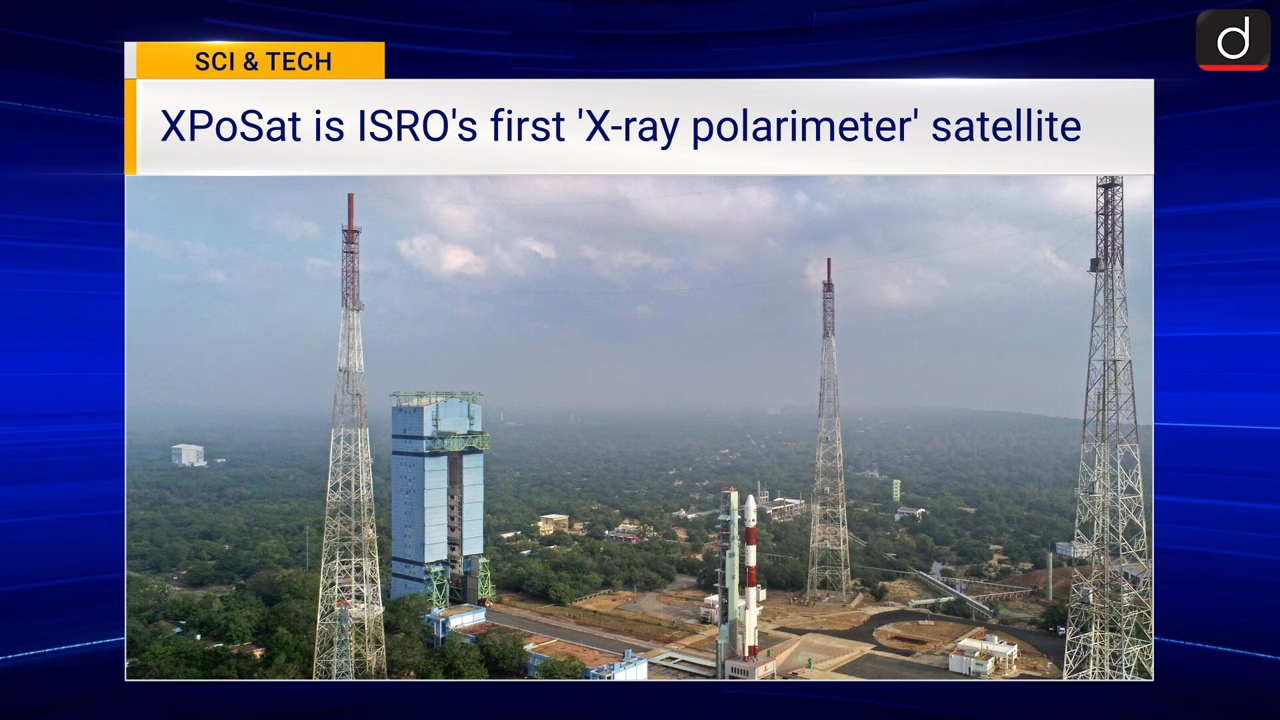 d
SCI & TECH
XPoSat is ISRO's first 'X-ray polarimeter' satellite